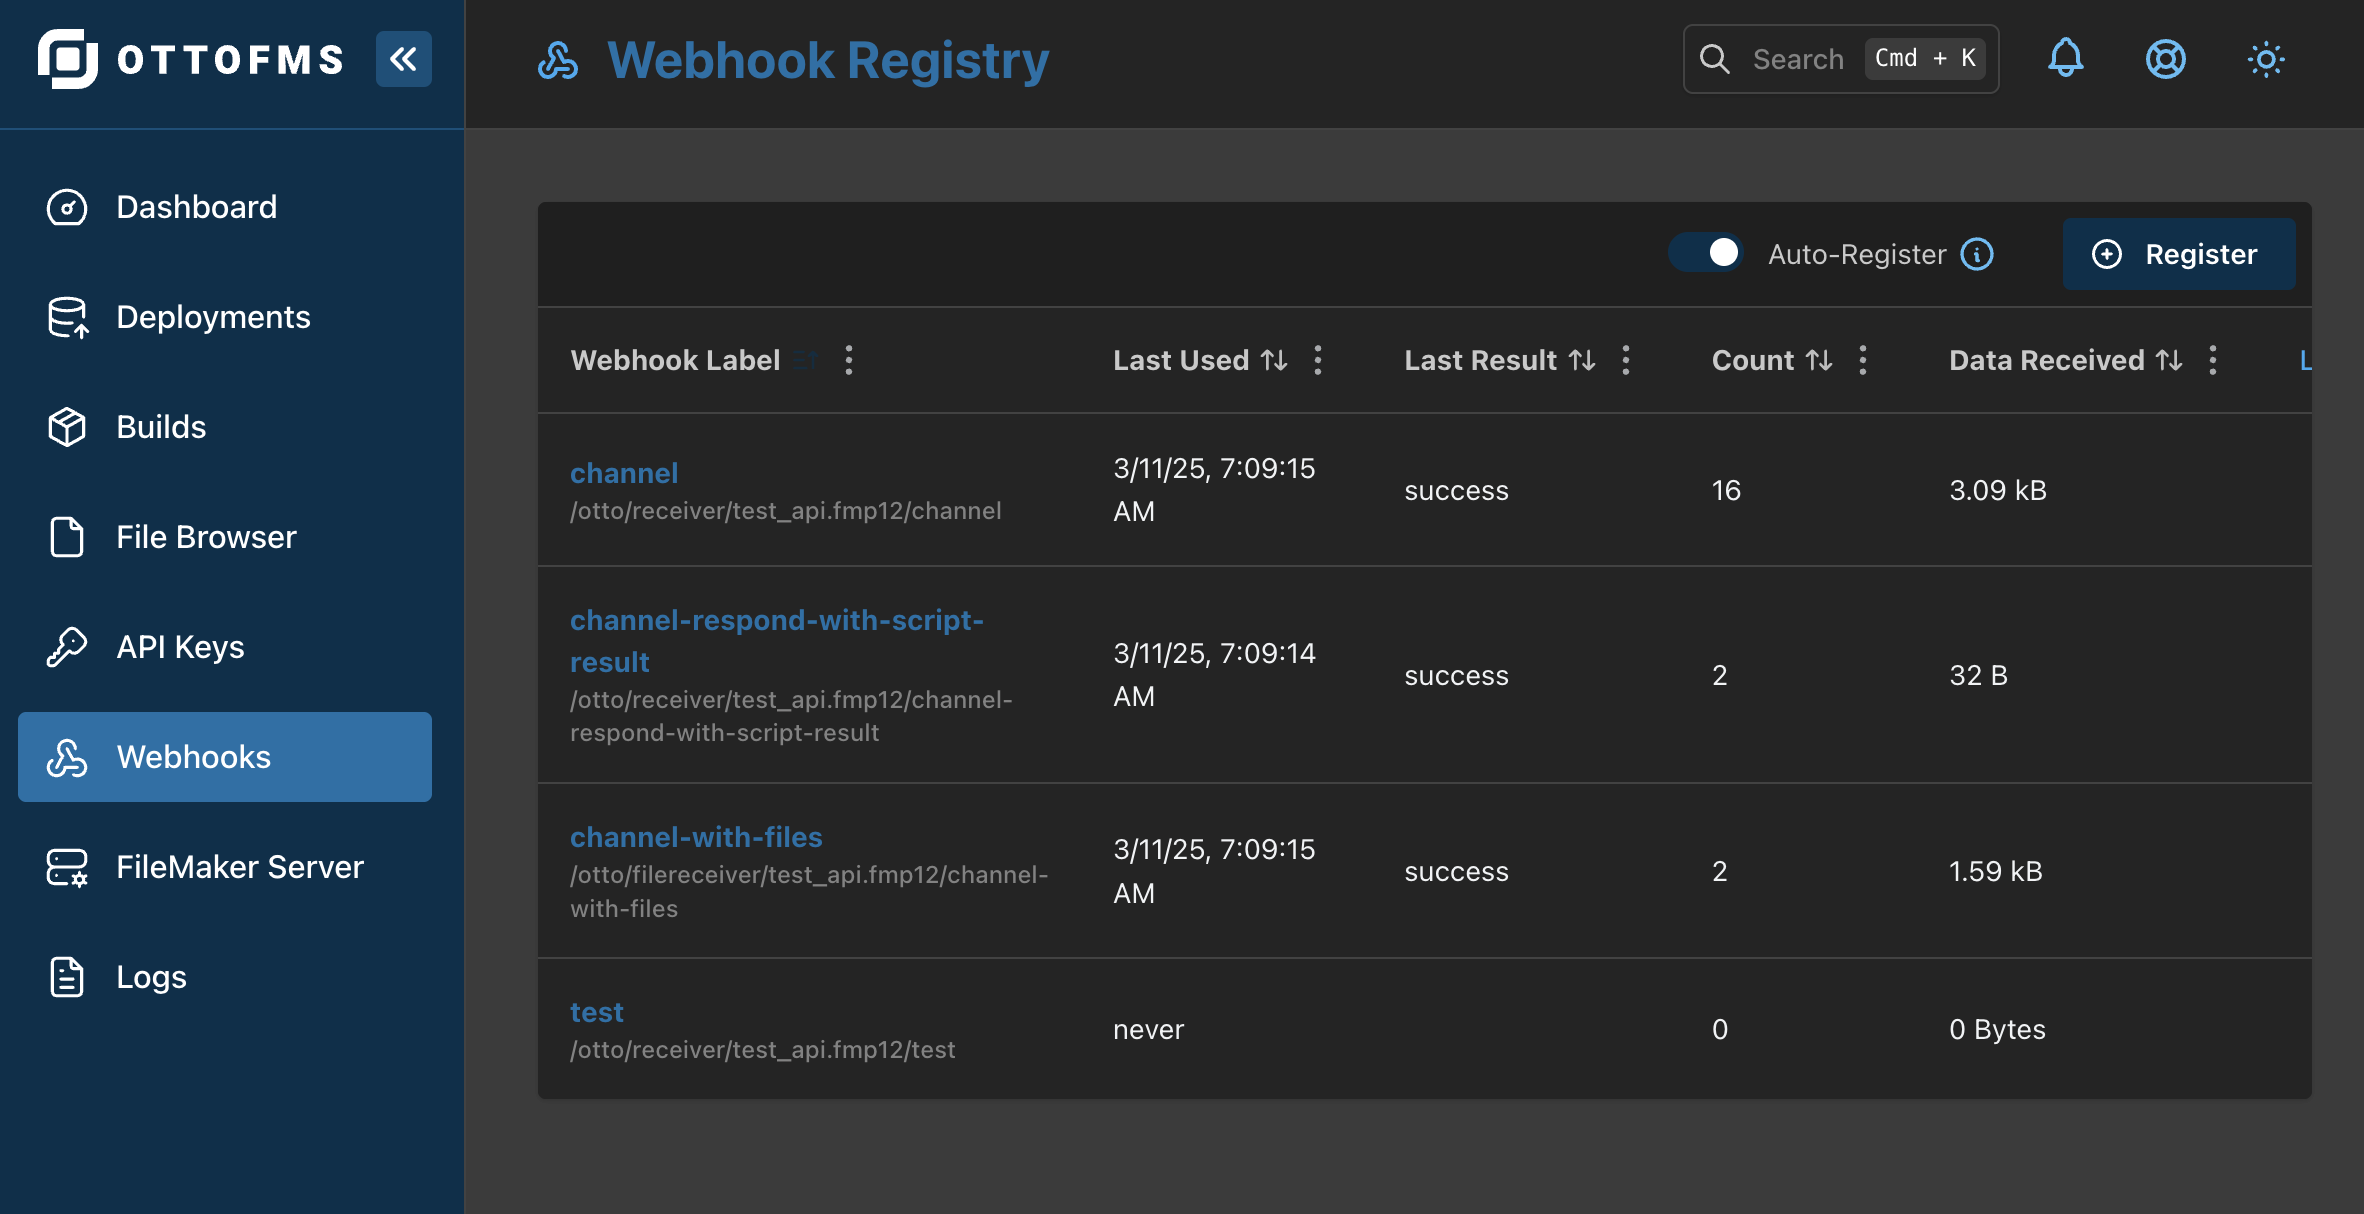 OTTOFMS
Webhook Registry
Search Cmd + K
Dashboard
Deployments
Builds
File Browser
API Keys
Webhooks
FileMaker Server
Logs
Auto-Register
Register
Webhook Label Last Used Last Result Count Data Received L
channel
/otto/receiver/test_api.fmp12/channel
3/11/25, 7:09:15
AM
success
16
3.09 kB
channel-respond-with-script-
result
/otto/receiver/test_api.fmp12/channel-
respond-with-script-result
3/11/25, 7:09:14
AM
success
2
32 B
channel-with-files
/otto/filereceiver/test_api.fmp12/channel-
with-files
3/11/25, 7:09:15
AM
success
2
1.59 kB
test
/otto/receiver/test_api.fmp12/test
never
0
0 Bytes